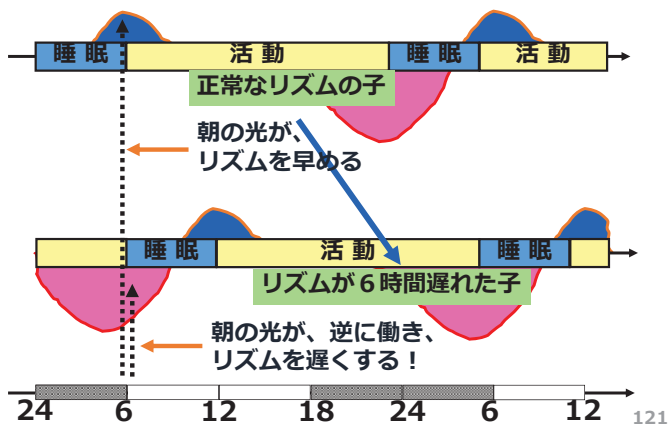 睡 眠
活 動
睡 眠
活 動
正常なリズムの子
朝の光が、
リズムを早める
睡 眠
活 動
睡 眠
リズムが６時間遅れた子
朝の光が、逆に働き、
リズムを遅くする！
24 6 12 18 24 6 12
121